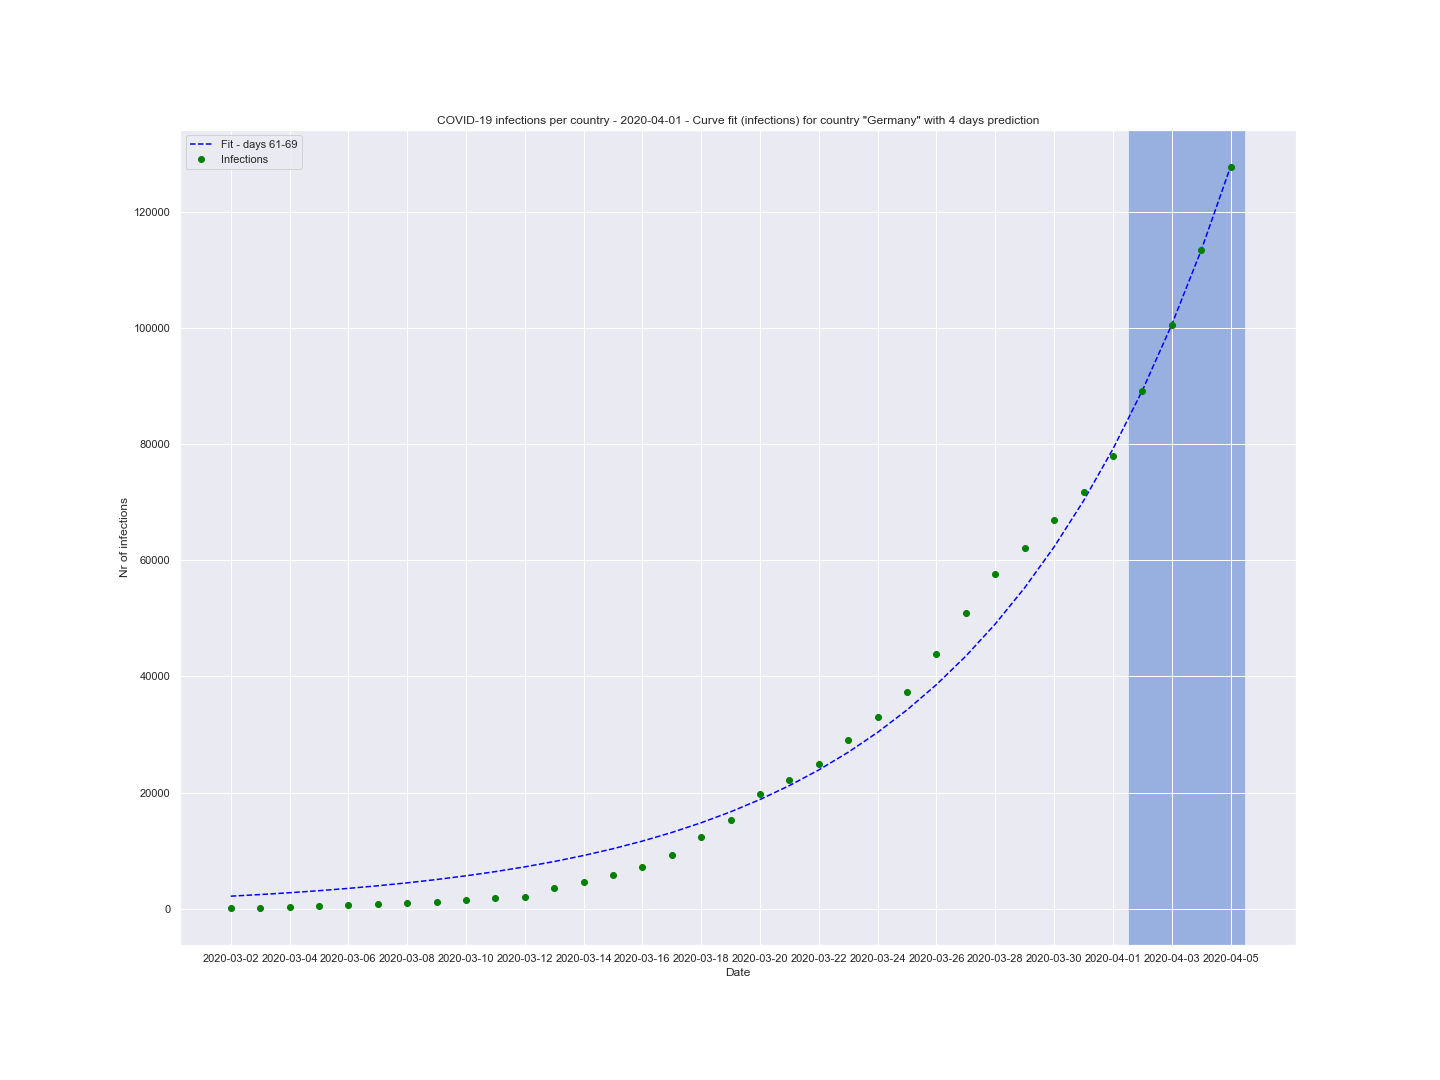 COVID-19 infections per country - 2020-04-01 - Curve fit (infections) for country "Germany" with 4 days prediction
Fit - days 61-69
Infections
120000
100000
80000
60000
40000
20000
0
Nr of infections
2020-03-02 2020-03-04 2020-03-06 2020-03-08 2020-03-10 2020-03-12 2020-03-14 2020-03-16 2020-03-18 2020-03-20 2020-03-22 2020-03-24 2020-03-26 2020-03-28 2020-03-30 2020-04-01 2020-04-03 2020-04-05
Date